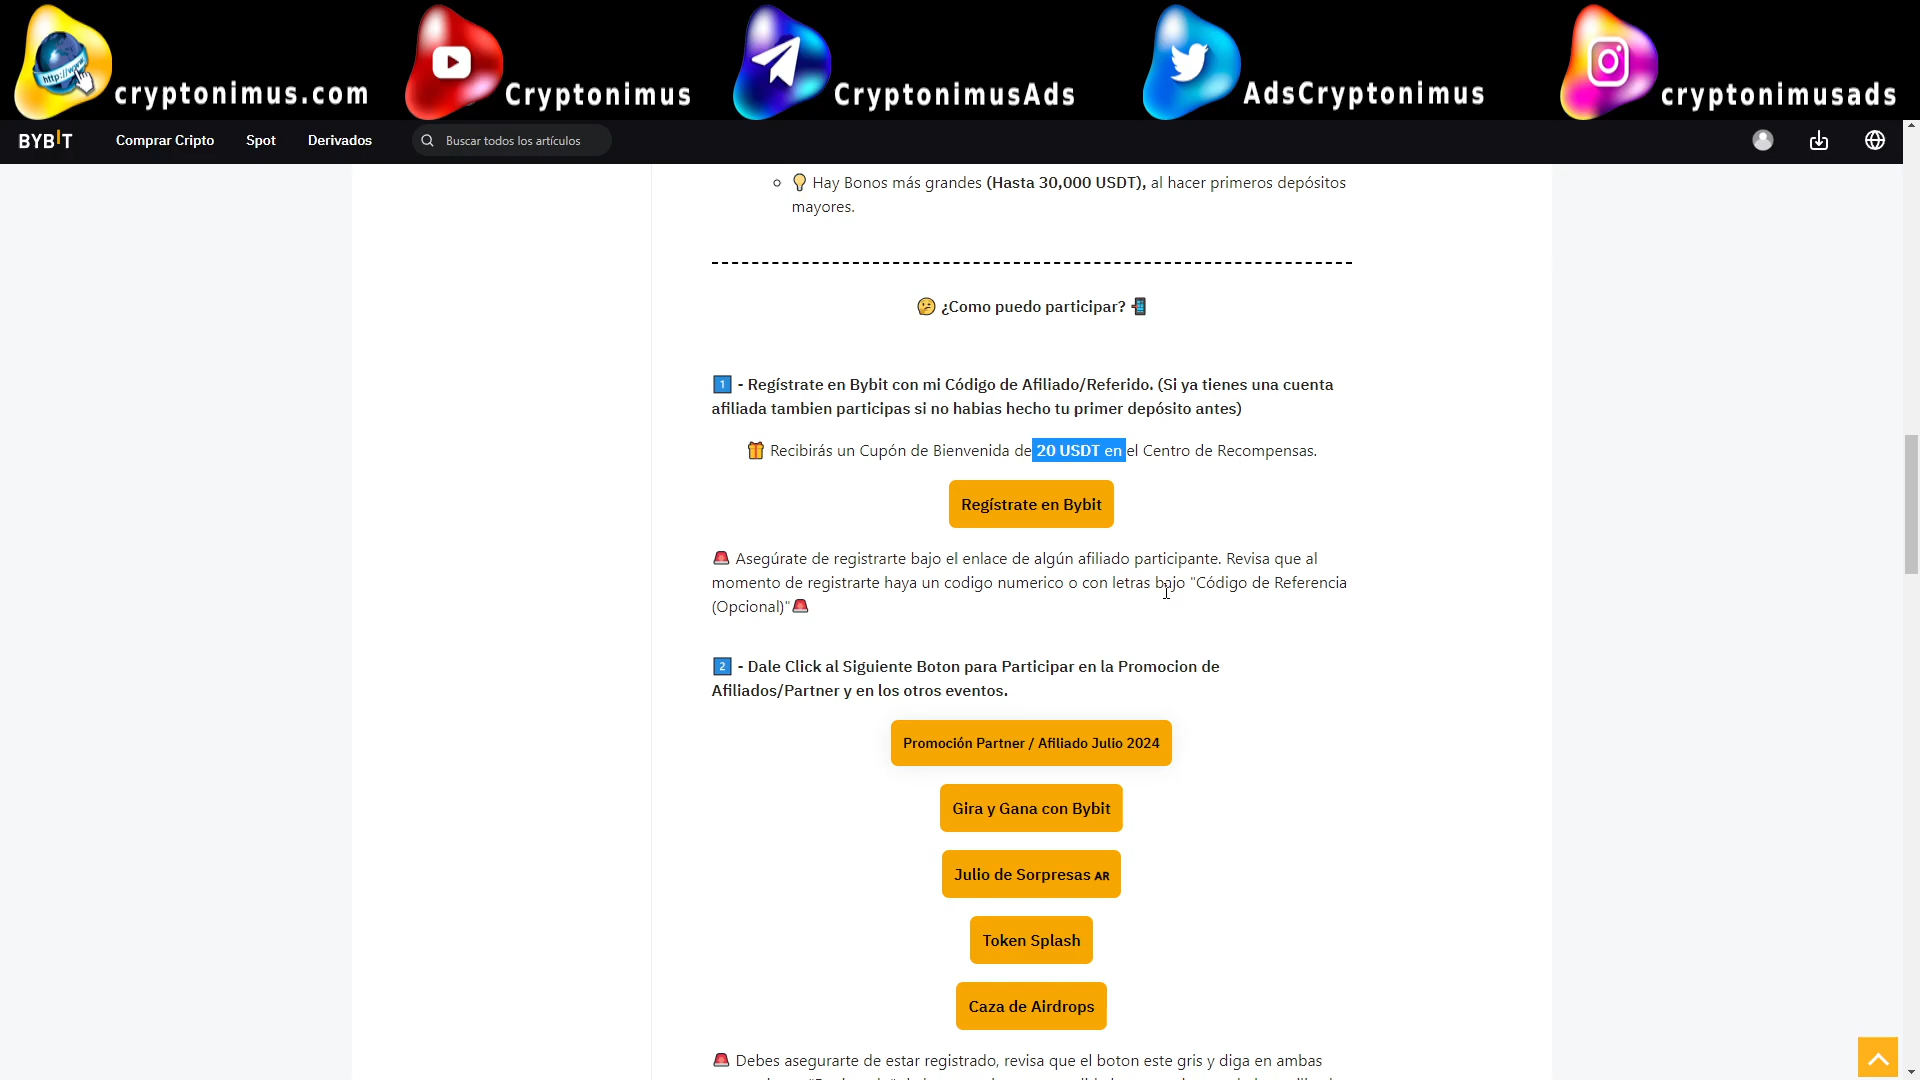 cryptonimus.com Cryptonimus CryptonimusAds AdsCryptonimus cryptonimusads
BYBIT Comprar Cripto Spot Derivados Buscar todos los artículos
Hay Bonos más grandes (Hasta 30,000 USDT), al hacer primeros depósitos
mayores.
¿Como puedo participar?
1 - Regístrate en Bybit con mi Código de Afiliado/Referido. (Si ya tienes una cuenta
afiliada tambien participas si no habias hecho tu primer depósito antes)
Recibirás un Cupón de Bienvenida de 20 USDT en el Centro de Recompensas.
Regístrate en Bybit
Asegúrate de registrarte bajo el enlace de algún afiliado participante. Revisa que al
momento de registrarte haya un codigo numerico o con letras bajo "Código de Referencia
(Opcional)"
2 - Dale Click al Siguiente Boton para Participar en la Promocion de
Afiliados/Partner y en los otros eventos.
Promoción Partner / Afiliado Julio 2024
Gira y Gana con Bybit
Julio de Sorpresas AR
Token Splash
Caza de Airdrops
Debes asegurarte de estar registrado, revisa que el boton este gris y diga en ambas